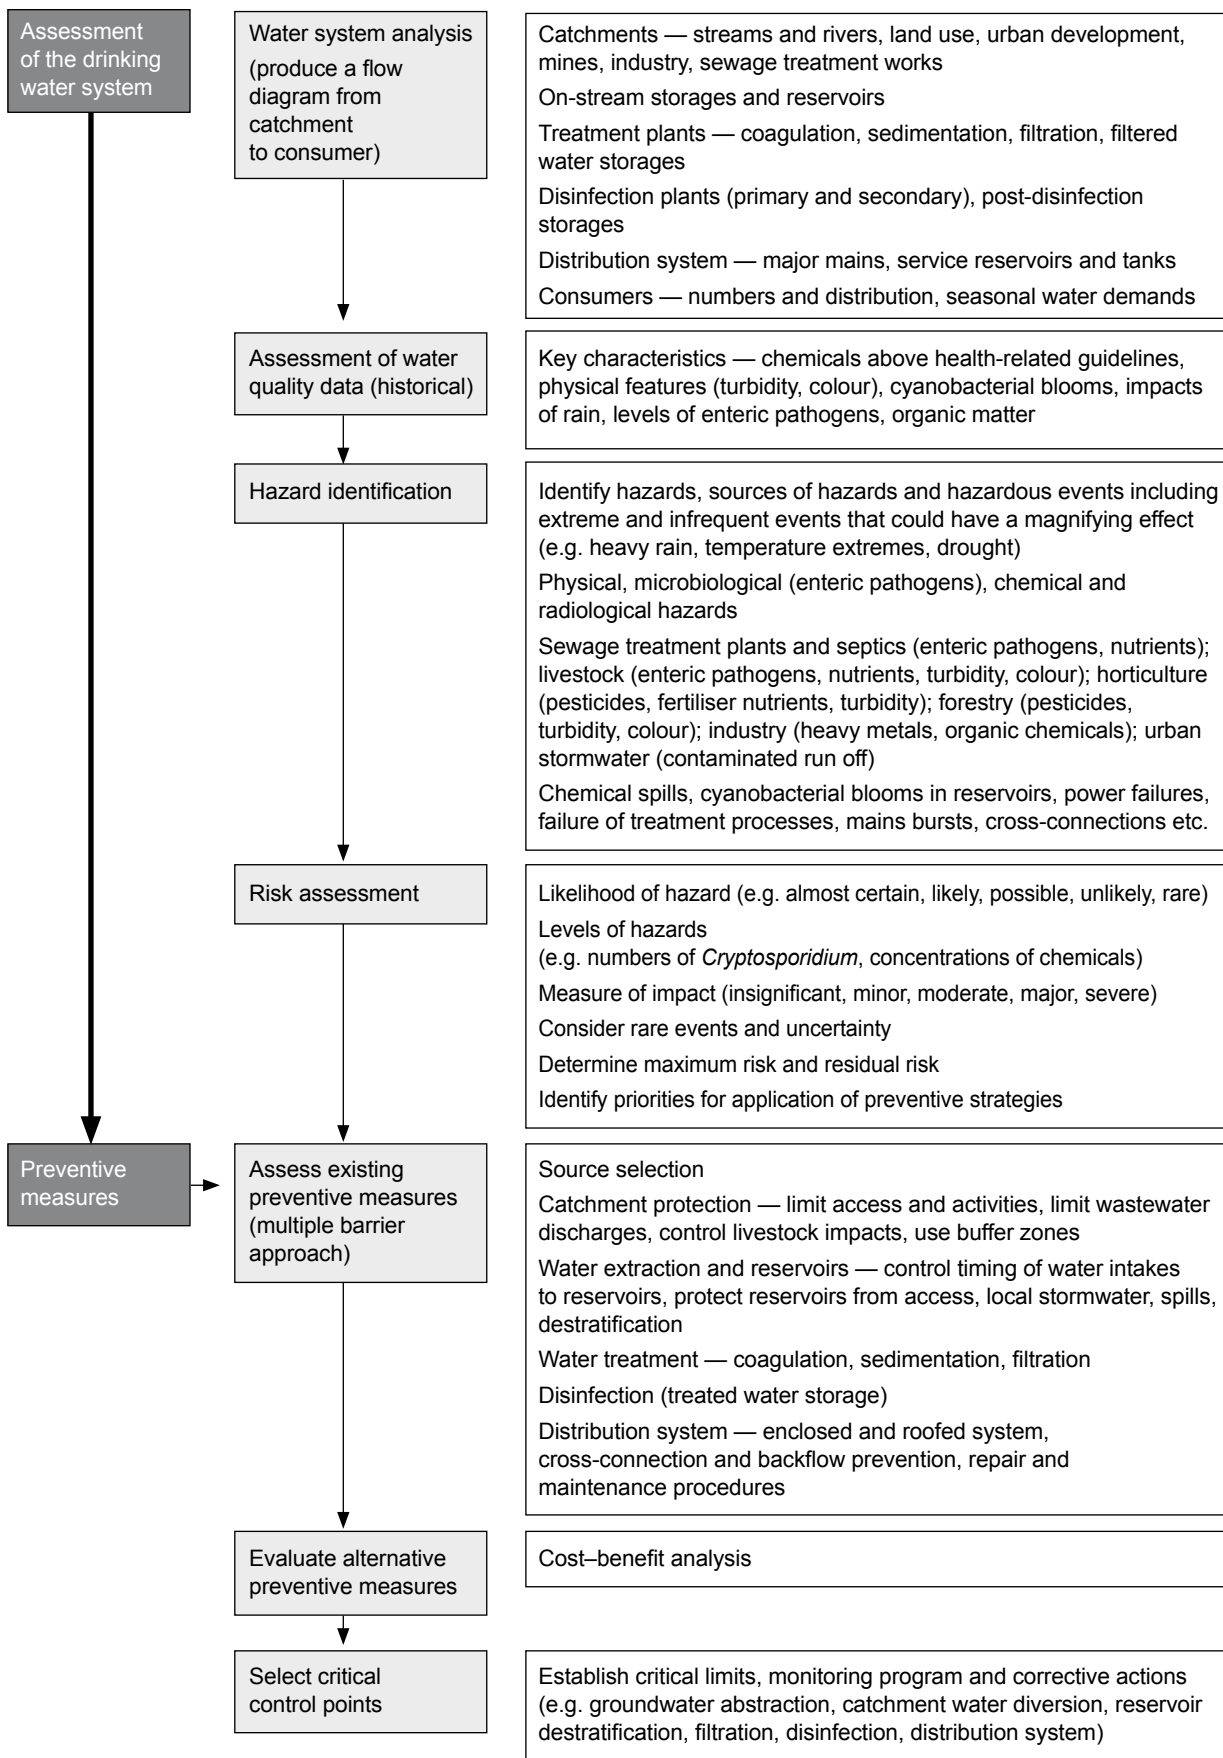 Assessment
of the drinking
water system
Water system analysis
(produce a flow
diagram from
catchment
to consumer)
Catchments — streams and rivers, land use, urban development,
mines, industry, sewage treatment works
On-stream storages and reservoirs
Treatment plants — coagulation, sedimentation, filtration, filtered
water storages
Disinfection plants (primary and secondary), post-disinfection
storages
Distribution system — major mains, service reservoirs and tanks
Consumers — numbers and distribution, seasonal water demands
Assessment of water
quality data (historical)
Key characteristics — chemicals above health-related guidelines,
physical features (turbidity, colour), cyanobacterial blooms, impacts
of rain, levels of enteric pathogens, organic matter
Hazard identification
Identify hazards, sources of hazards and hazardous events including
extreme and infrequent events that could have a magnifying effect
(e.g. heavy rain, temperature extremes, drought)
Physical, microbiological (enteric pathogens), chemical and
radiological hazards
Sewage treatment plants and septics (enteric pathogens, nutrients);
livestock (enteric pathogens, nutrients, turbidity, colour); horticulture
(pesticides, fertiliser nutrients, turbidity); forestry (pesticides,
turbidity, colour); industry (heavy metals, organic chemicals); urban
stormwater (contaminated run off)
Chemical spills, cyanobacterial blooms in reservoirs, power failures,
failure of treatment processes, mains bursts, cross-connections etc.
Risk assessment
Likelihood of hazard (e.g. almost certain, likely, possible, unlikely, rare)
Levels of hazards
(e.g. numbers of Cryptosporidium, concentrations of chemicals)
Measure of impact (insignificant, minor, moderate, major, severe)
Consider rare events and uncertainty
Determine maximum risk and residual risk
Identify priorities for application of preventive strategies
Preventive
measures
Assess existing
preventive measures
(multiple barrier
approach)
Source selection
Catchment protection — limit access and activities, limit wastewater
discharges, control livestock impacts, use buffer zones
Water extraction and reservoirs — control timing of water intakes
to reservoirs, protect reservoirs from access, local stormwater, spills,
destratification
Water treatment — coagulation, sedimentation, filtration
Disinfection (treated water storage)
Distribution system — enclosed and roofed system,
cross-connection and backflow prevention, repair and
maintenance procedures
Evaluate alternative
preventive measures
Cost–benefit analysis
Select critical
control points
Establish critical limits, monitoring program and corrective actions
(e.g. groundwater abstraction, catchment water diversion, reservoir
destratification, filtration, disinfection, distribution system)